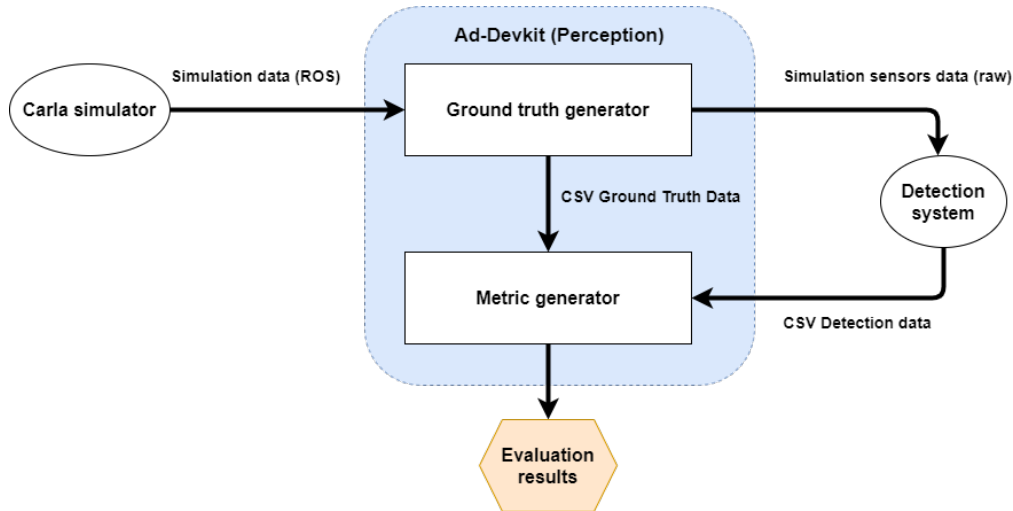 Ad-Devkit (Perception)
Simulation data (ROS)
Simulation sensors data (raw)
Carla simulator
Ground truth generator
CSV Ground Truth Data
Detection
system
Metric generator
CSV Detection data
Evaluation
results